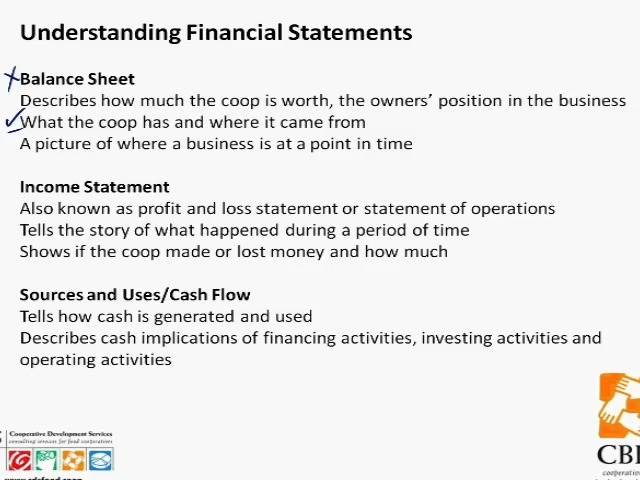 Understanding Financial Statements
Balance Sheet
Describes how much the coop is worth, the owners' position in the business
What the coop has and where it came from
A picture of where a business is at a point in time
Income Statement
Also known as profit and loss statement or statement of operations
Tells the story of what happened during a period of time
Shows if the coop made or lost money and how much
Sources and Uses/Cash Flow
Tells how cash is generated and used
Describes cash implications of financing activities, investing activities and
operating activities
S Cooperative Development Services
consulting services for food cooperatives
www.cdsfood.coop
CBL
cooperative